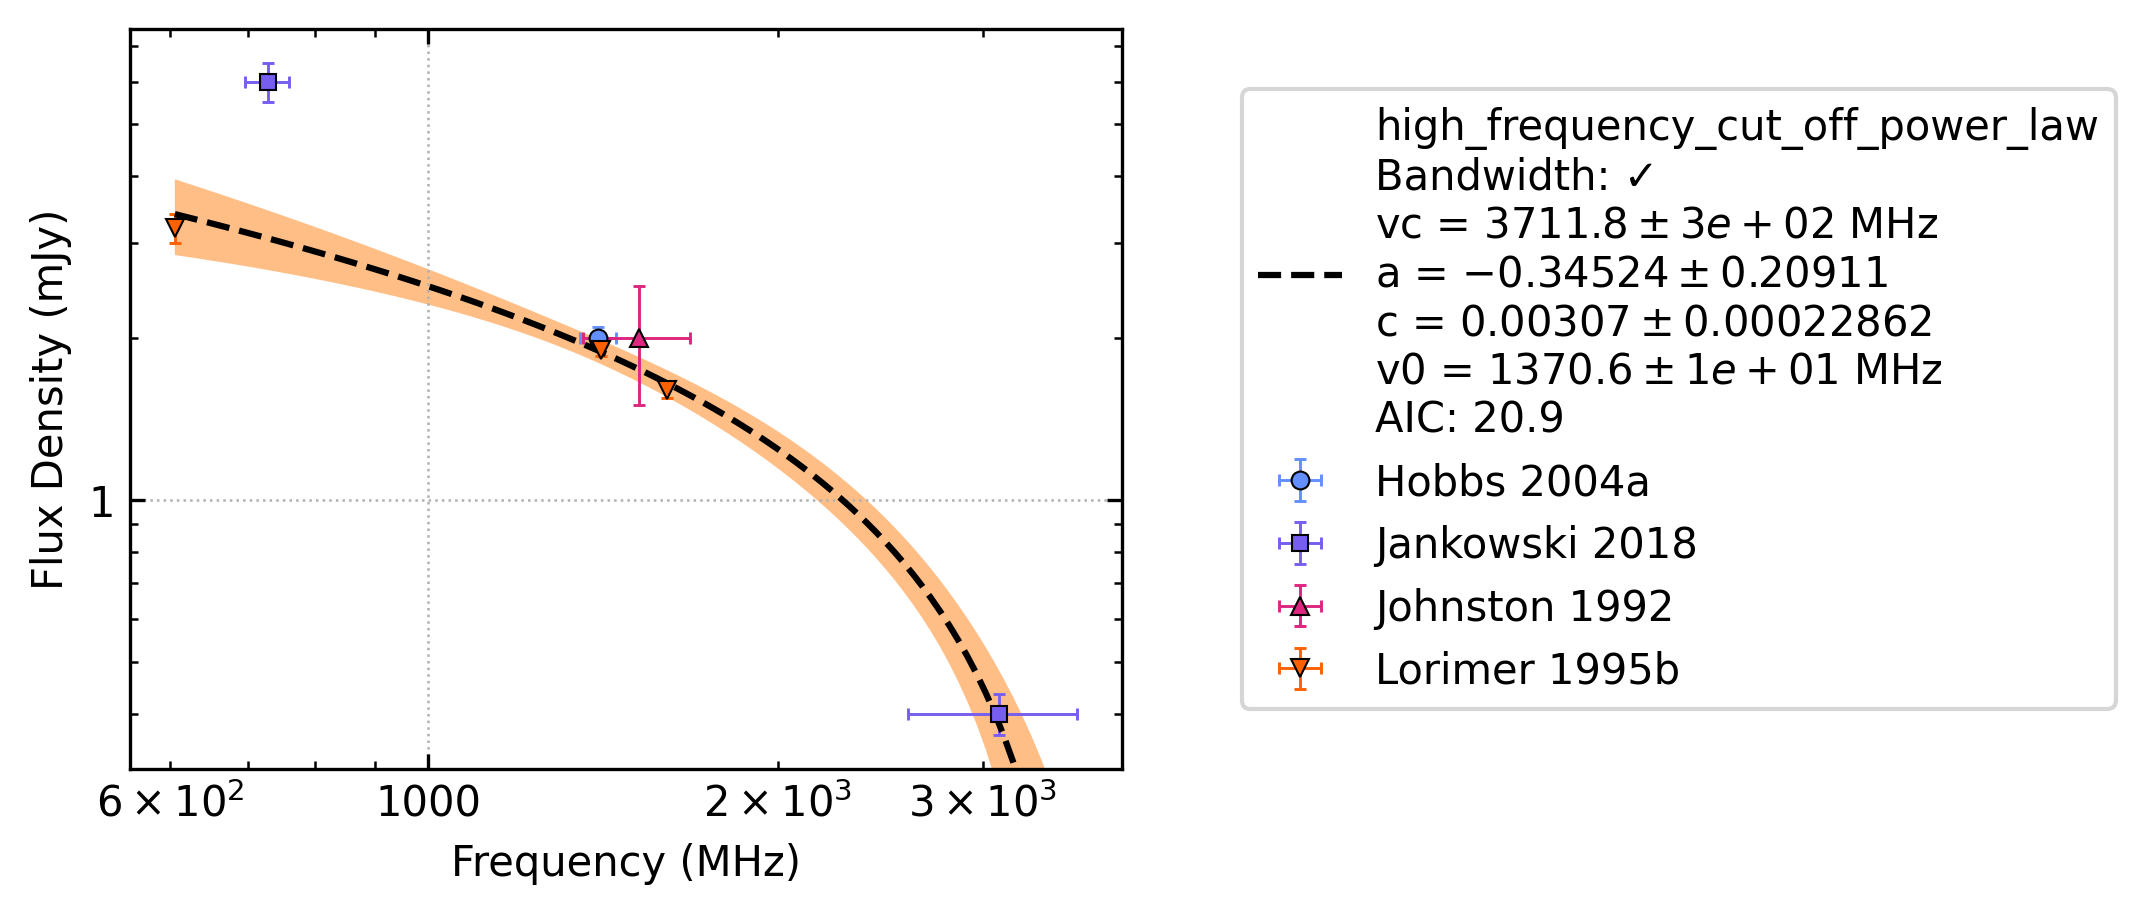 Flux Density (mJy)
1
6 × 10²
1000
2 × 10³
3 × 10³
Frequency (MHz)
high_frequency_cut_off_power_law
Bandwidth: ✓
vc = 3711.8 ± 3e + 02 MHz
a = −0.34524 ± 0.20911
c = 0.00307 ± 0.00022862
v0 = 1370.6 ± 1e + 01 MHz
AIC: 20.9
Hobbs 2004a
Jankowski 2018
Johnston 1992
Lorimer 1995b